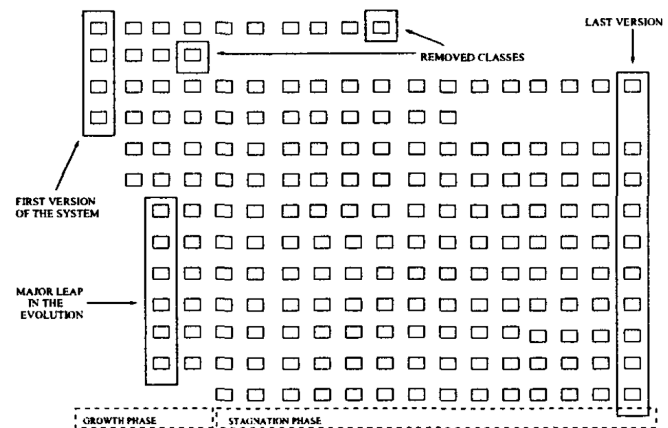 LAST VERSION
REMOVED CLASSES
FIRST VERSION
OF THE SYSTEM
MAJOR LEAP
IN THE
EVOLUTION
GROWTH PHASE
STAGNATION PHASE